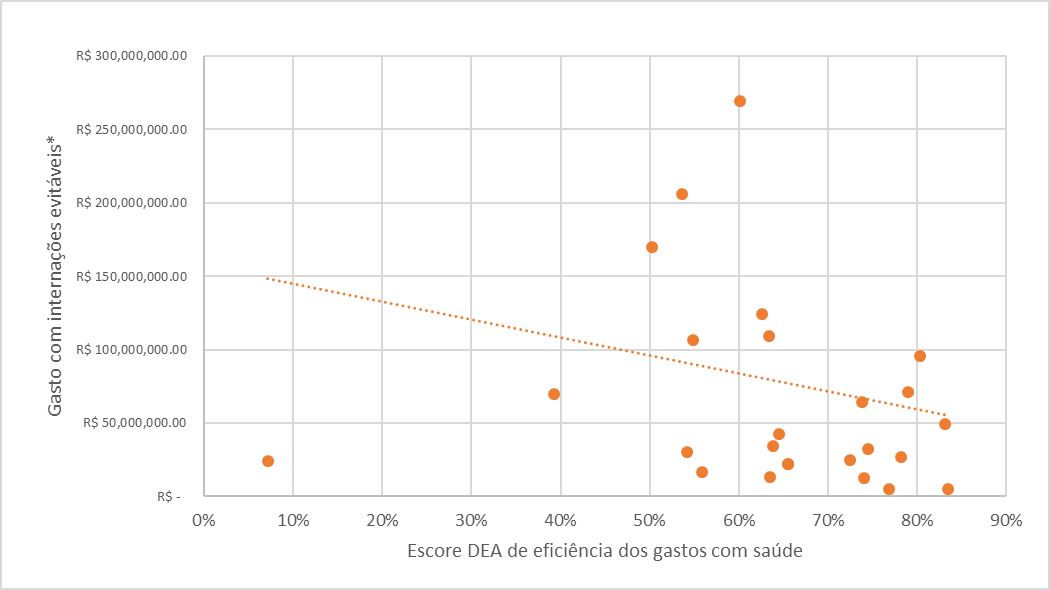 R$ 300,000,000.00
R$ 250,000,000.00
R$ 200,000,000.00
R$ 150,000,000.00
R$ 100,000,000.00
R$ 50,000,000.00
R$ -
Gasto com internações evitáveis*
0% 10% 20% 30% 40% 50% 60% 70% 80% 90%
Escore DEA de eficiência dos gastos com saúde